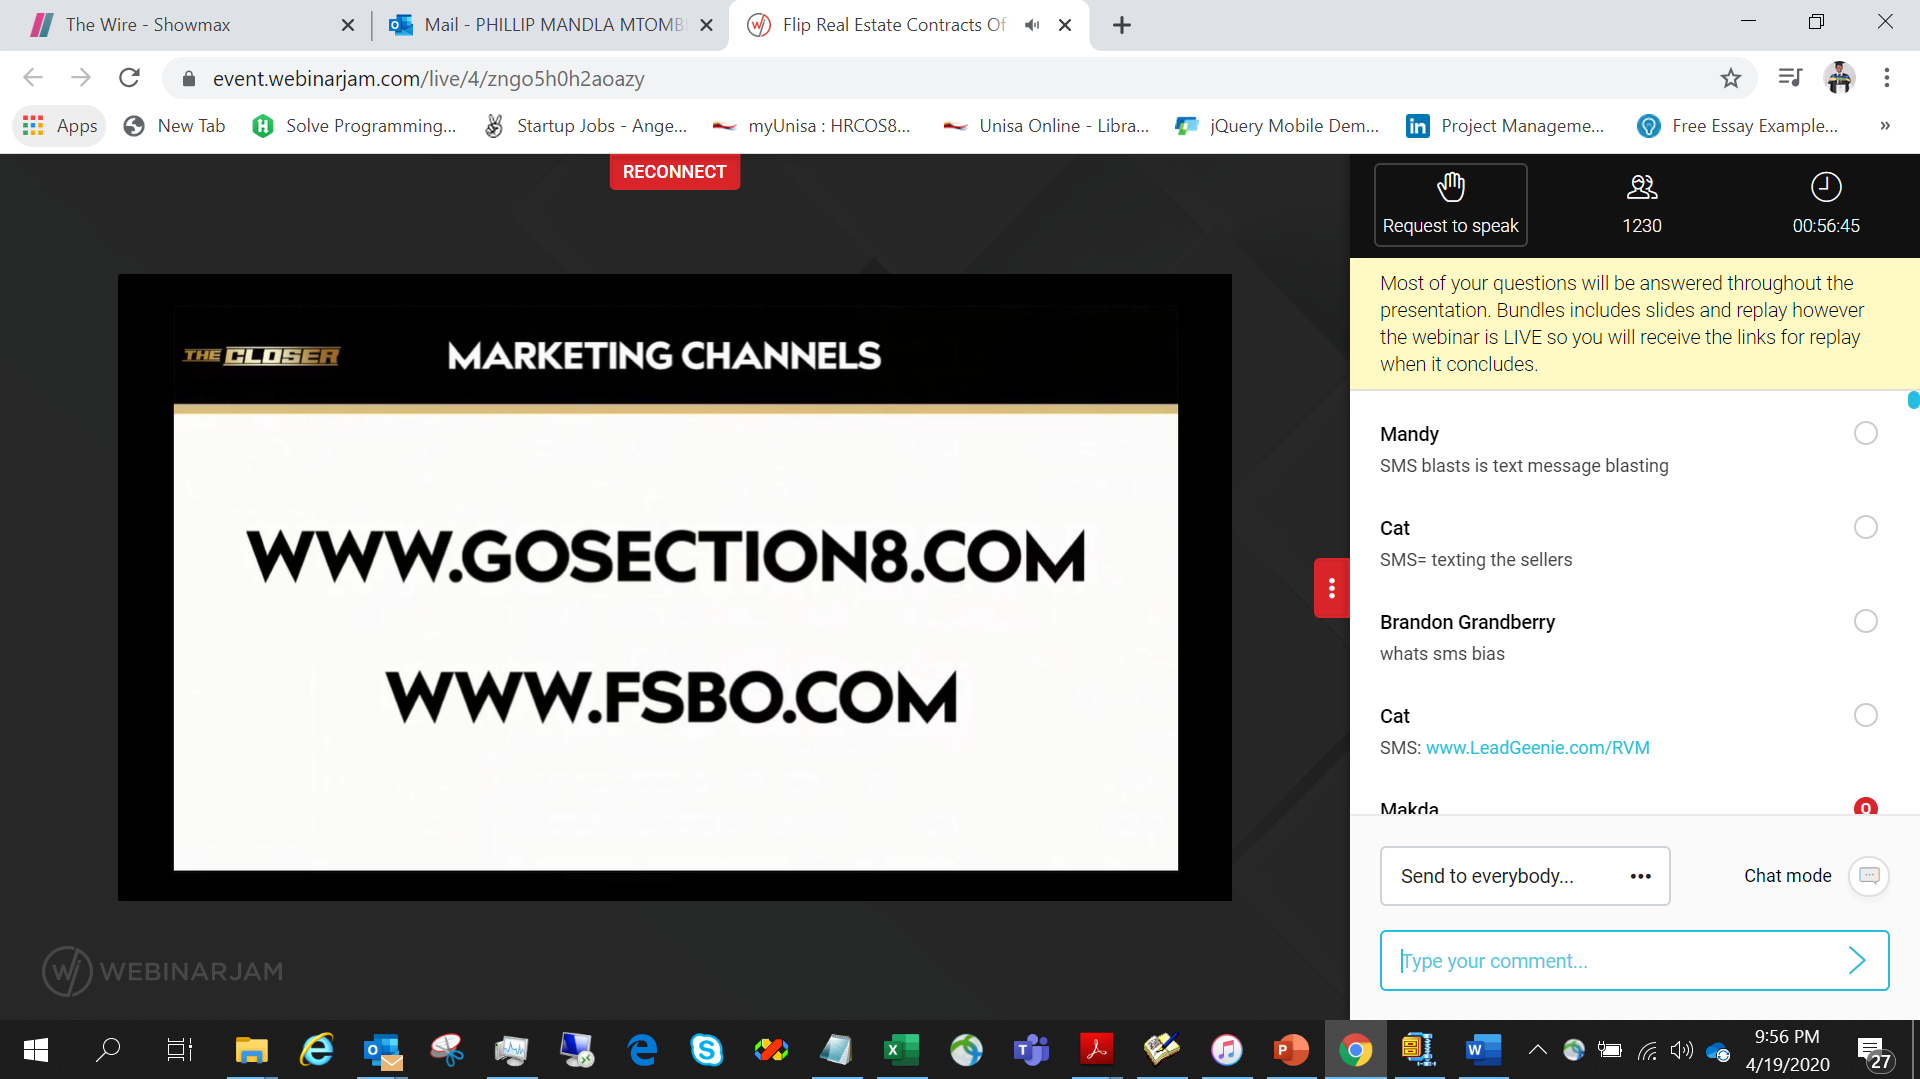 The Wire - Showmax
Mail - PHILLIP MANDLA MTOMB
Flip Real Estate Contracts Of
event.webinarjam.com/live/4/zngo5h0h2aoazy
Apps
New Tab
Solve Programming...
Startup Jobs - Ange...
myUnisa : HRCOS8...
Unisa Online - Libra...
jQuery Mobile Dem...
Project Manageme...
Free Essay Example...
»
RECONNECT
Request to speak
1230
00:56:45
Most of your questions will be answered throughout the
presentation. Bundles includes slides and replay however
the webinar is LIVE so you will receive the links for replay
when it concludes.
THE CLOSER
MARKETING CHANNELS
WWW.GOSECTION8.COM
WWW.FSBO.COM
Mandy
SMS blasts is text message blasting
Cat
SMS= texting the sellers
Brandon Grandberry
whats sms bias
Cat
SMS: www.LeadGeenie.com/RVM
Makda
Send to everybody...
Chat mode
Type your comment...
WEBINARJAM
9:56 PM
4/19/2020
27